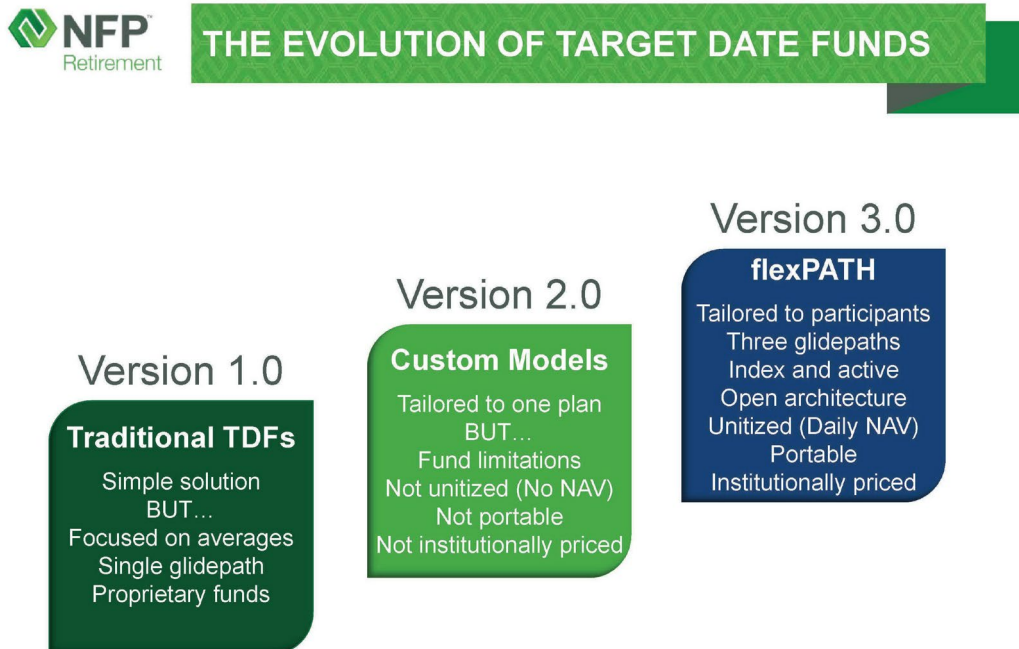 NFP™
Retirement
THE EVOLUTION OF TARGET DATE FUNDS
Version 1.0
Traditional TDFs
Simple solution
BUT...
Focused on averages
Single glidepath
Proprietary funds
Version 2.0
Custom Models
Tailored to one plan
BUT...
Fund limitations
Not unitized (No NAV)
Not portable
Not institutionally priced
Version 3.0
flexPATH
Tailored to participants
Three glidepaths
Index and active
Open architecture
Unitized (Daily NAV)
Portable
Institutionally priced